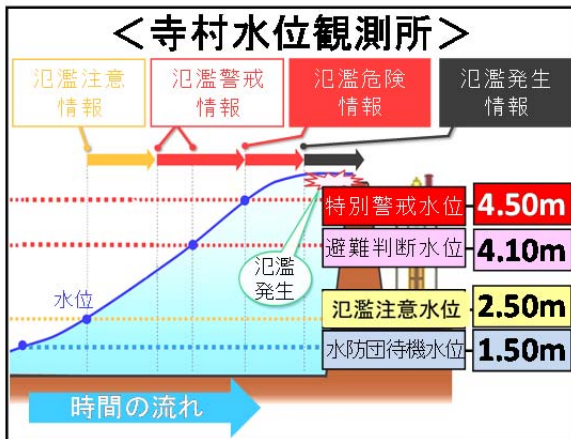 ＜寺村水位観測所＞
氾濫注意
情報
氾濫警戒
情報
氾濫危険
情報
氾濫発生
情報
特別警戒水位 4.50m
避難判断水位 4.10m
氾濫
発生
水位
氾濫注意水位 2.50m
水防団待機水位 1.50m
時間の流れ